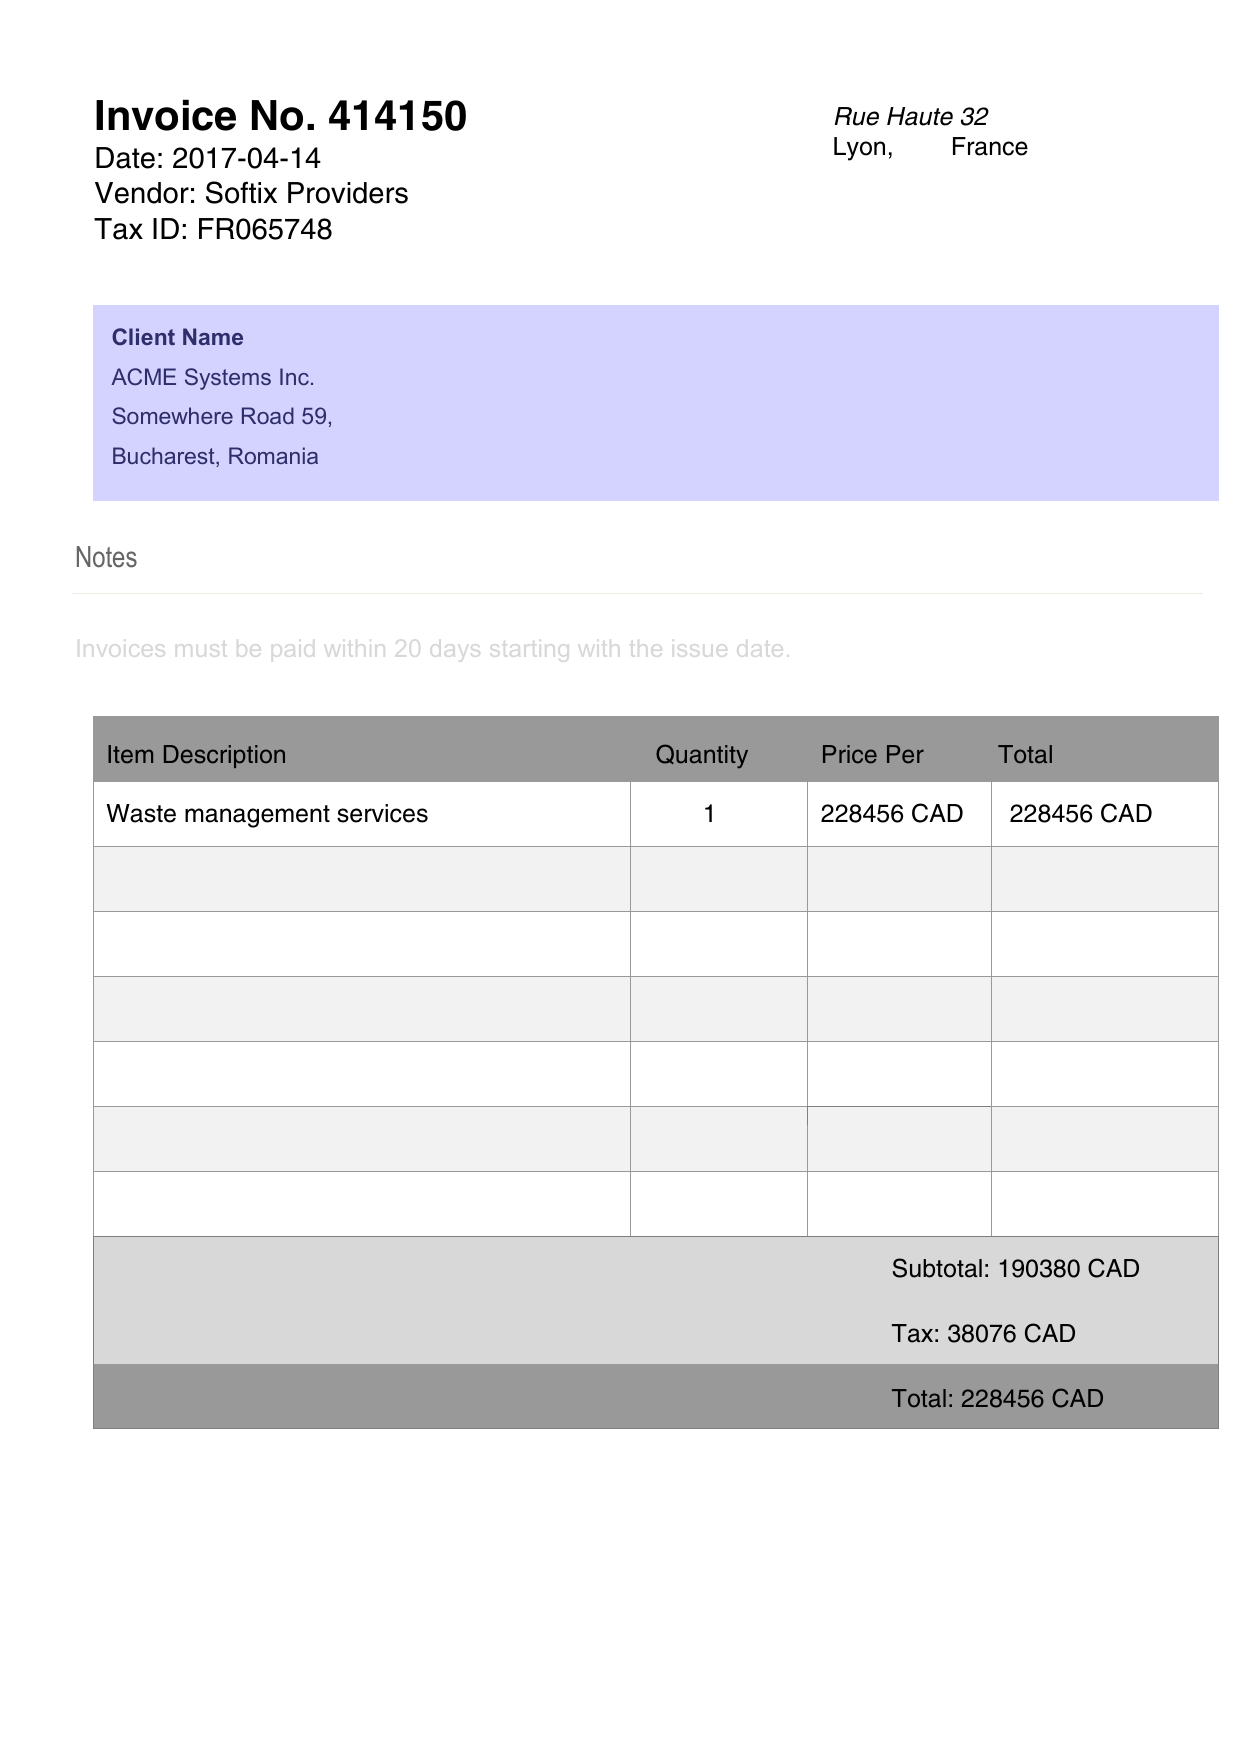 Invoice No. 414150
Date: 2017-04-14
Vendor: Softix Providers
Tax ID: FR065748
Rue Haute 32
Lyon, France
Client Name
ACME Systems Inc.
Somewhere Road 59,
Bucharest, Romania
Notes
Invoices must be paid within 20 days starting with the issue date.
Item Description Quantity Price Per Total
Waste management services 1 228456 CAD 228456 CAD
Subtotal: 190380 CAD
Tax: 38076 CAD
Total: 228456 CAD